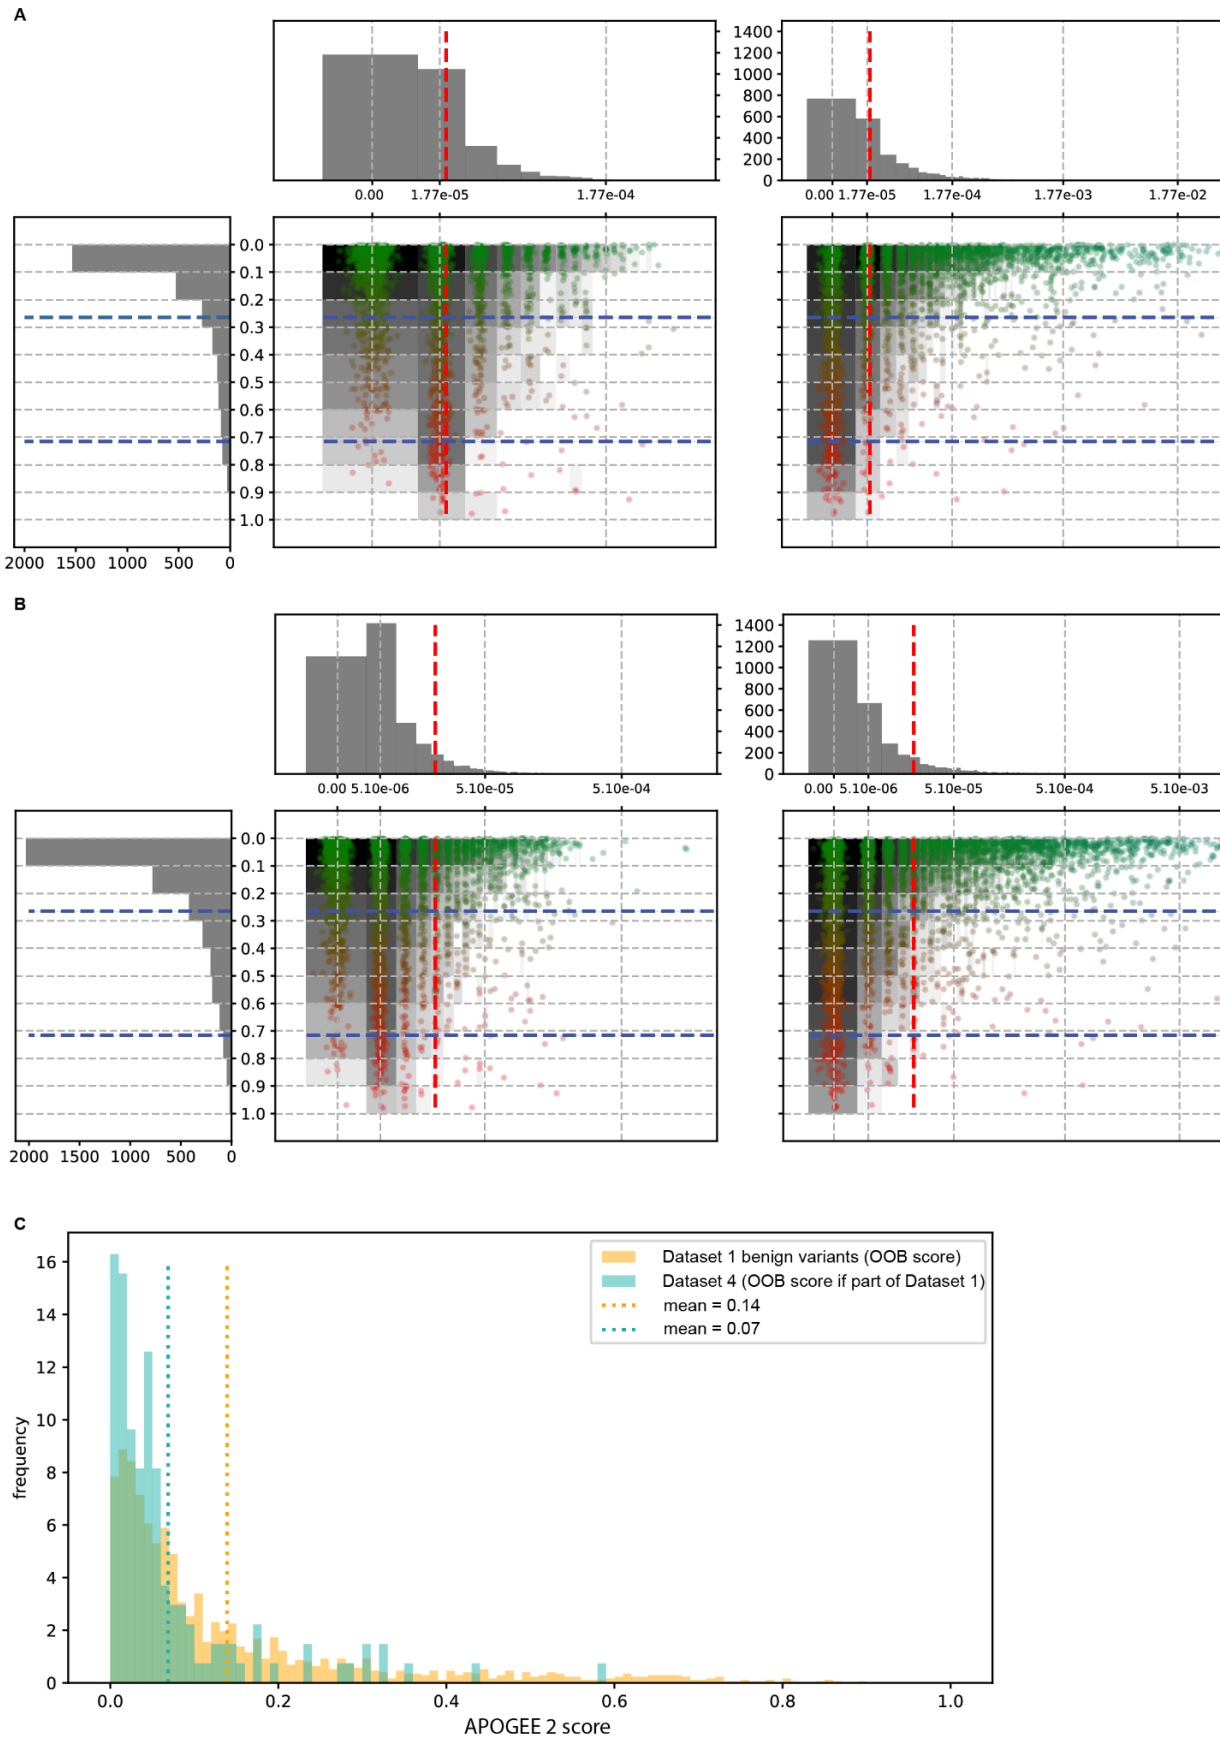 A
1400
1200
1000
800
600
400
200
0
0.00 1.77e-05 1.77e-04
0.00 1.77e-05 1.77e-04 1.77e-03 1.77e-02
0.0
0.1
0.2
0.3
0.4
0.5
0.6
0.7
0.8
0.9
1.0
2000 1500 1000 500 0
B
1400
1200
1000
800
600
400
200
0
0.00 5.10e-06 5.10e-05 5.10e-04
0.00 5.10e-06 5.10e-05 5.10e-04 5.10e-03
0.0
0.1
0.2
0.3
0.4
0.5
0.6
0.7
0.8
0.9
1.0
2000 1500 1000 500 0
C
Dataset 1 benign variants (OOB score)
Dataset 4 (OOB score if part of Dataset 1)
mean = 0.14
mean = 0.07
16
14
12
10
8
6
4
2
0
frequency
0.0 0.2 0.4 0.6 0.8 1.0
APOGEE 2 score